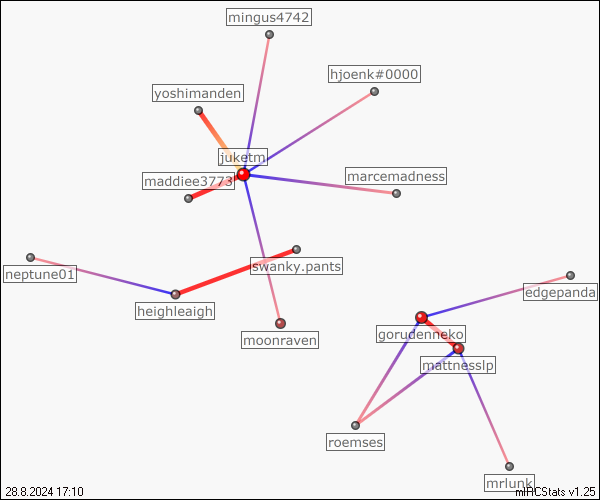 mingus4742
hjoenk#0000
yoshimanden
juketm
marcemadness
maddiee3773
swanky.pants
neptune01
edgepanda
heighleaigh
gorudenneko
moonraven
mattnesslp
roemses
mrlunk
28.8.2024 17:10
mIRCStats v1.25